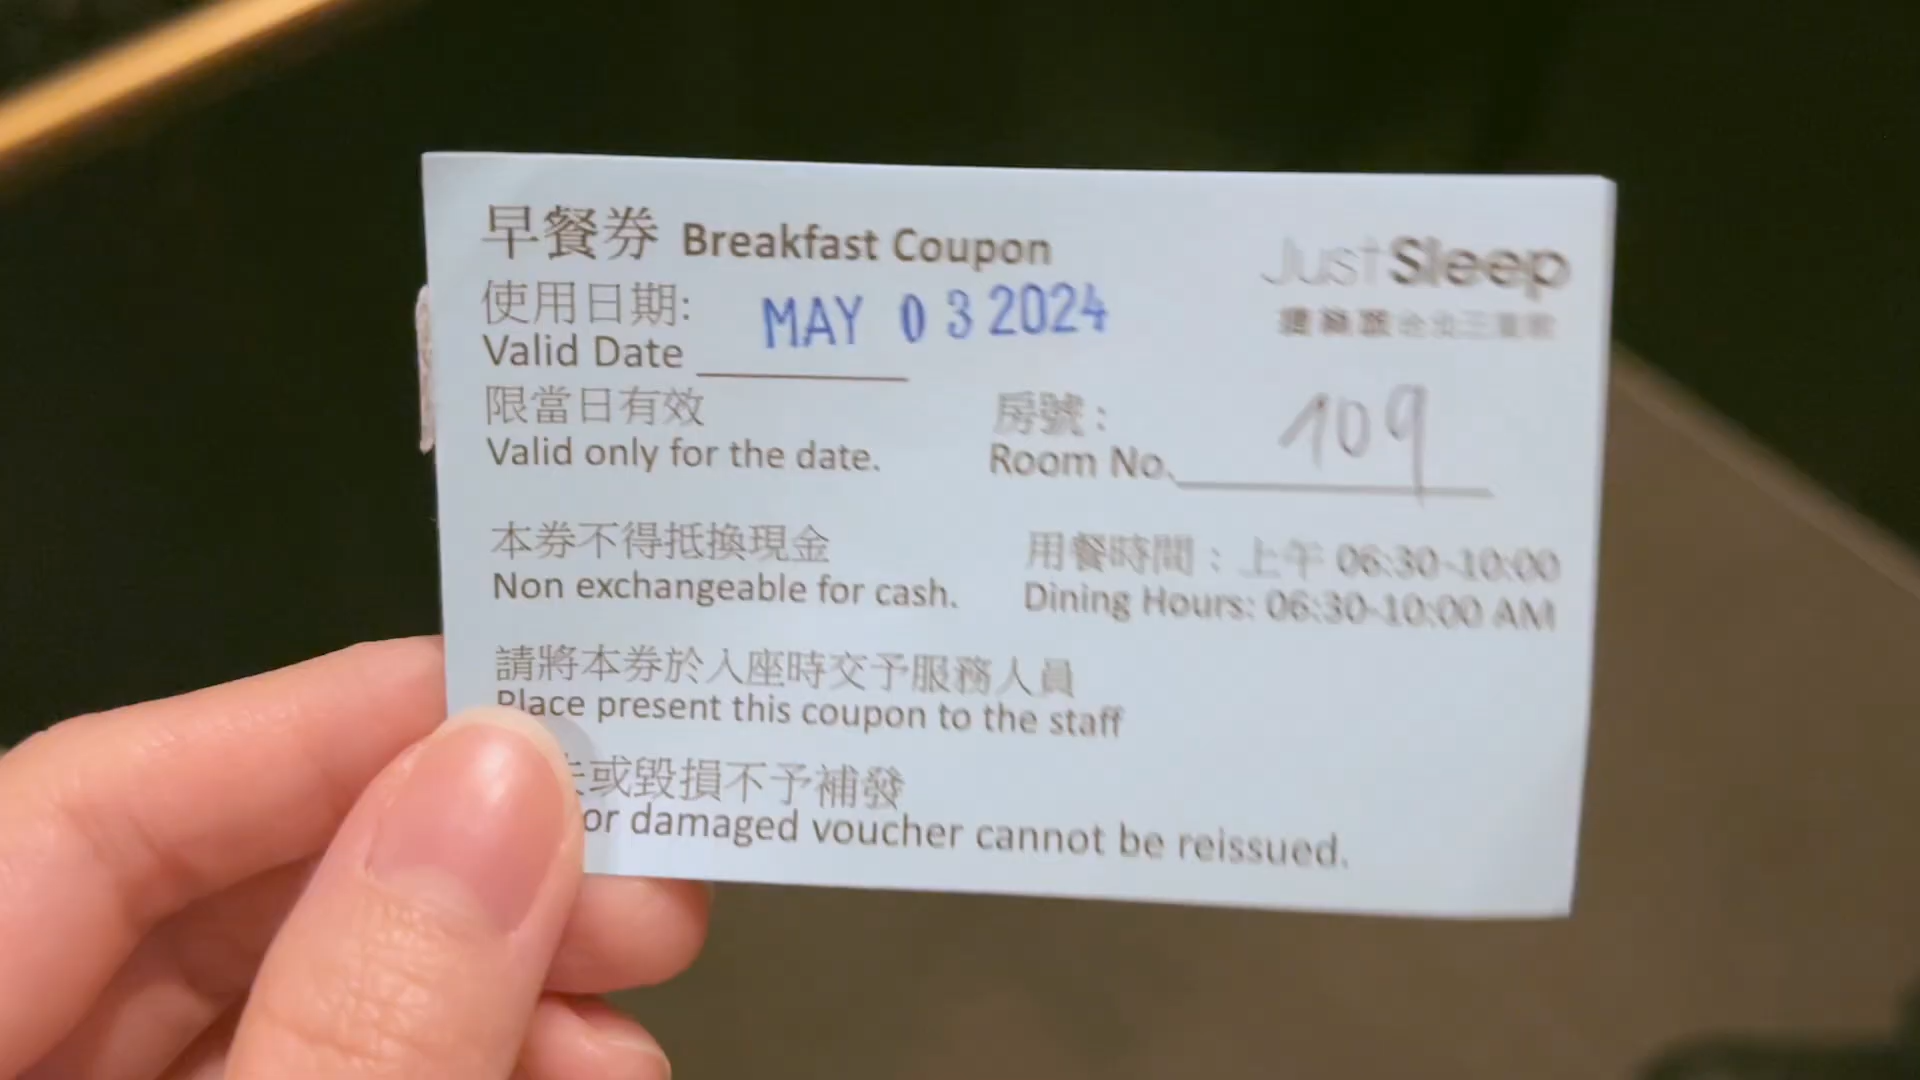 早餐券 Breakfast Coupon
JustSleep
使用日期:
Valid Date MAY 03 2024
限當日有效
Valid only for the date.
房號:
Room No. 109
本券不得抵換現金
Non exchangeable for cash.
用餐時間:上午 06:30-10:00
Dining Hours: 06:30-10:00 AM
請將本券於入座時交予服務人員
Place present this coupon to the staff
或毀損不予補發
or damaged voucher cannot be reissued.